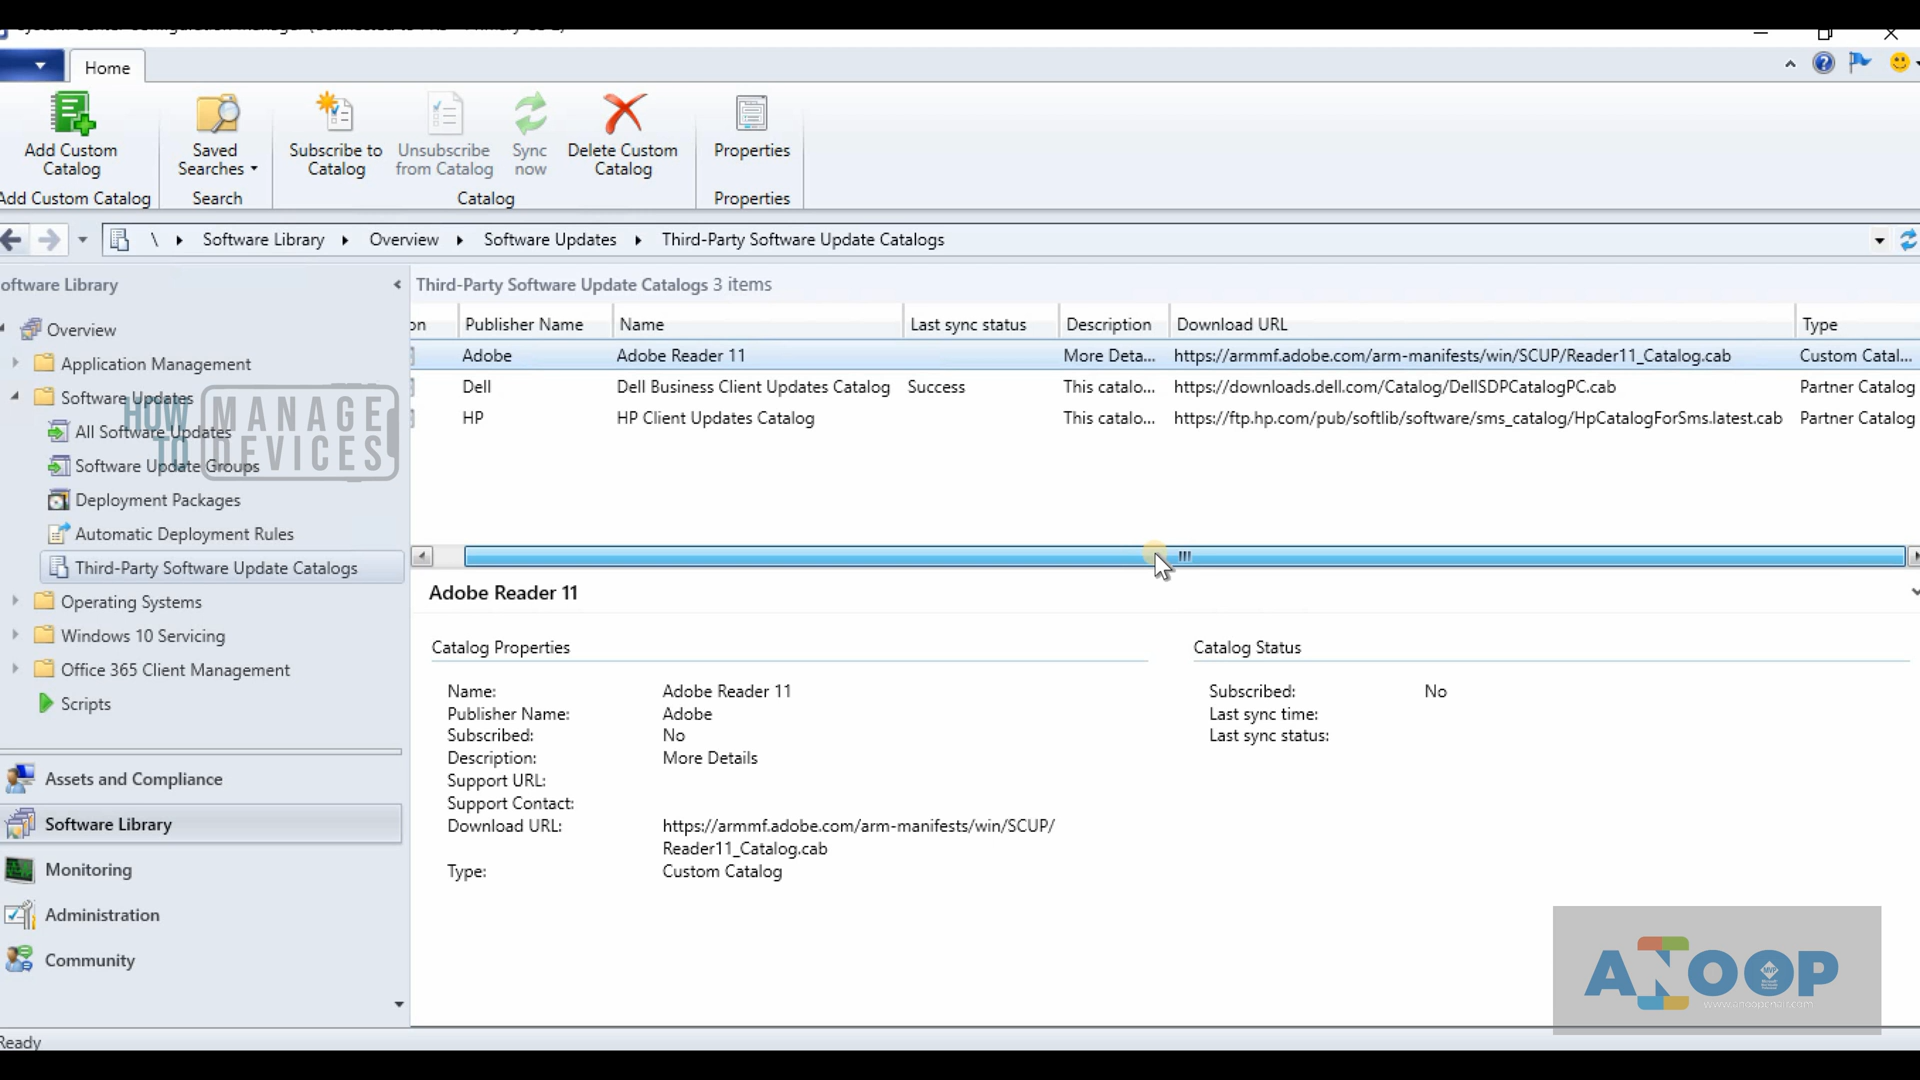 Home
Add Custom Catalog
Saved Searches
Subscribe to Catalog
Unsubscribe from Catalog
Sync now
Delete Custom Catalog
Properties
Add Custom Catalog
Search
Catalog
Properties
\ Software Library Overview Software Updates Third-Party Software Update Catalogs
oftware Library
Overview
Application Management
Software Updates
All Software Updates
Software Update Groups
Deployment Packages
Automatic Deployment Rules
Third-Party Software Update Catalogs
Operating Systems
Windows 10 Servicing
Office 365 Client Management
Scripts
HOW TO
MANAGE
DEVICES
Assets and Compliance
Software Library
Monitoring
Administration
Community
Third-Party Software Update Catalogs 3 items
on Publisher Name Name Last sync status Description Download URL Type
Adobe Adobe Reader 11 More Deta... https://armmf.adobe.com/arm-manifests/win/SCUP/Reader11_Catalog.cab Custom Catal...
Dell Dell Business Client Updates Catalog Success This catalo... https://downloads.dell.com/Catalog/DellSDPCatalogPC.cab Partner Catalog
HP HP Client Updates Catalog This catalo... https://ftp.hp.com/pub/softlib/software/sms_catalog/HpCatalogForSms.latest.cab Partner Catalog
Adobe Reader 11
Catalog Properties
Name: Adobe Reader 11
Publisher Name: Adobe
Subscribed: No
Description: More Details
Support URL:
Support Contact:
Download URL: https://armmf.adobe.com/arm-manifests/win/SCUP/
Reader11_Catalog.cab
Type: Custom Catalog
Catalog Status
Subscribed: No
Last sync time:
Last sync status:
ANOOP
Ready